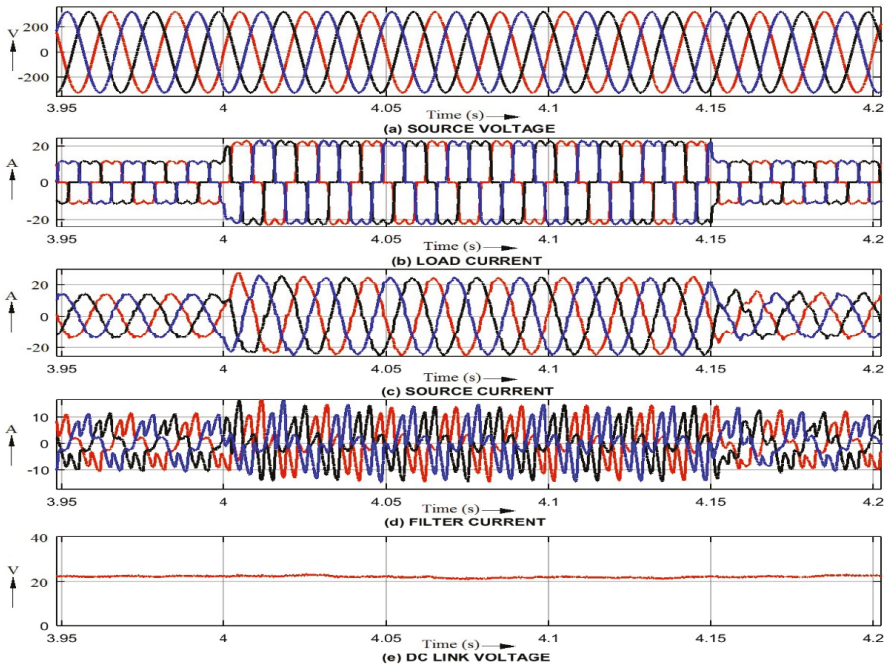 V
200
0
-200
3.95 4 4.05 4.1 4.15 4.2
Time (s)
(a) SOURCE VOLTAGE
A
20
0
-20
3.95 4 4.05 4.1 4.15 4.2
Time (s)
(b) LOAD CURRENT
A
20
0
-20
3.95 4 4.05 4.1 4.15 4.2
Time (s)
(c) SOURCE CURRENT
A
10
0
-10
3.95 4 4.05 4.1 4.15 4.2
Time (s)
(d) FILTER CURRENT
V
40
20
0
3.95 4 4.05 4.1 4.15 4.2
Time (s)
(e) DC LINK VOLTAGE